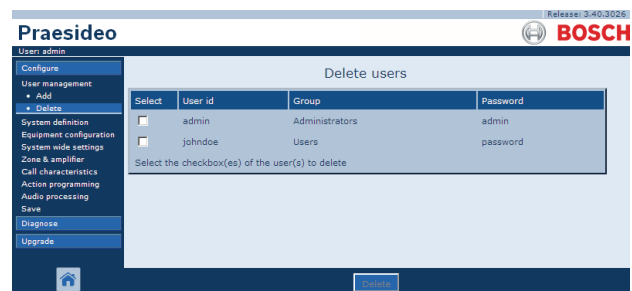 Release: 3.40.3026
Praesideo
BOSCH
User: admin
Configure
User management
• Add
• Delete
System definition
Equipment configuration
System wide settings
Zone & amplifier
Call characteristics
Action programming
Audio processing
Save
Diagnose
Upgrade
Delete users
Select User id Group Password
admin Administrators admin
johndoe Users password
Select the checkbox(es) of the user(s) to delete
Delete